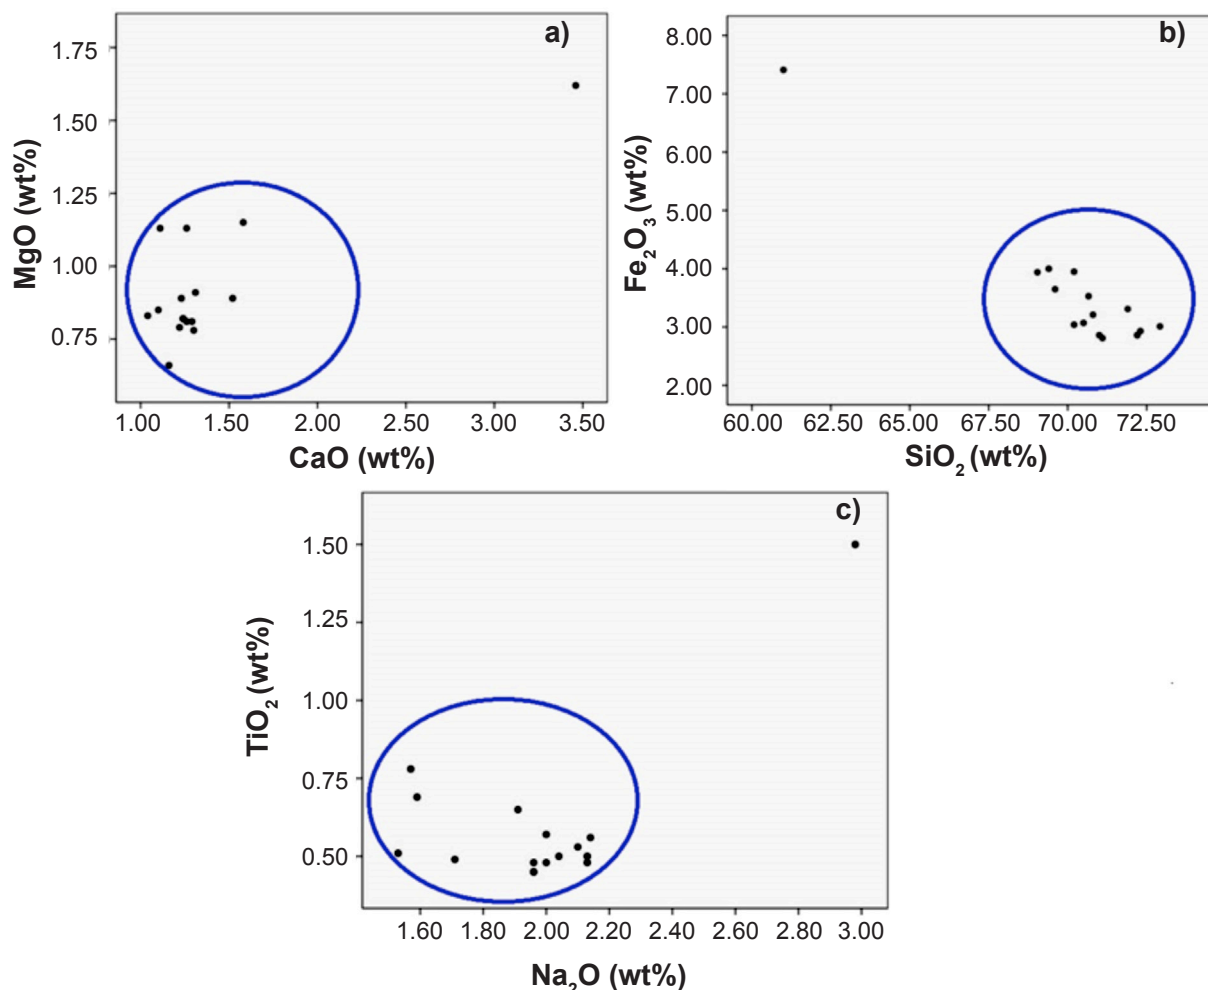 a)
1.75
1.50
1.25
1.00
0.75
MgO (wt%)
1.00 1.50 2.00 2.50 3.00 3.50
CaO (wt%)
b)
8.00
7.00
6.00
5.00
4.00
3.00
2.00
Fe₂O₃ (wt%)
60.00 62.50 65.00 67.50 70.00 72.50
SiO₂ (wt%)
c)
1.50
1.25
1.00
0.75
0.50
TiO₂ (wt%)
1.60 1.80 2.00 2.20 2.40 2.60 2.80 3.00
Na₂O (wt%)